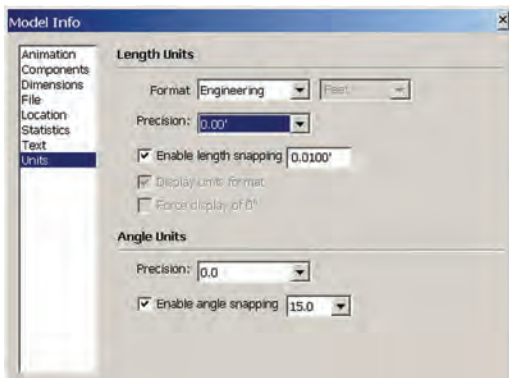 Model Info
Animation
Components
Dimensions
File
Location
Statistics
Text
Units
Length Units
Format Engineering Feet
Precision: 0.00'
Enable length snapping 0.0100'
Display units format
Force display of 0"
Angle Units
Precision: 0.0
Enable angle snapping 15.0